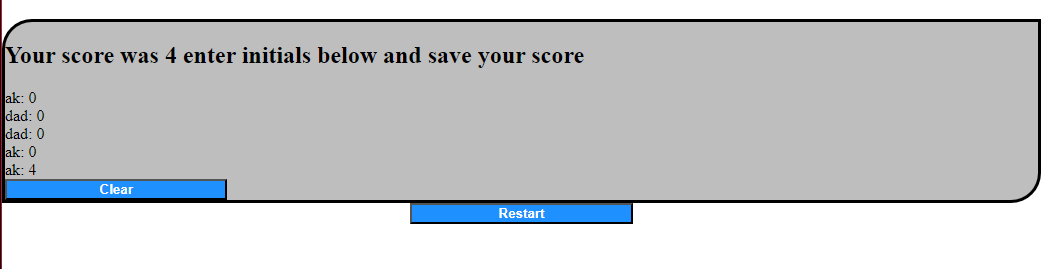 Your score was 4 enter initials below and save your score
ak: 0
dad: 0
dad: 0
ak: 0
ak: 4
Clear
Restart